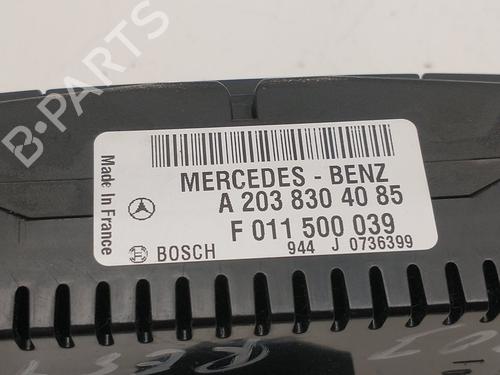 B-PARTS
Made In France
MERCEDES - BENZ
A 203 830 40 85
F 011 500 039
BOSCH 944 J 0736399